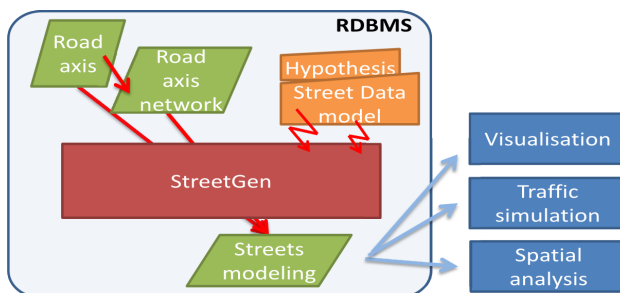 RDBMS
Road
axis
Road
axis
network
Hypothesis
Street Data
model
StreetGen
Streets
modeling
Visualisation
Traffic
simulation
Spatial
analysis